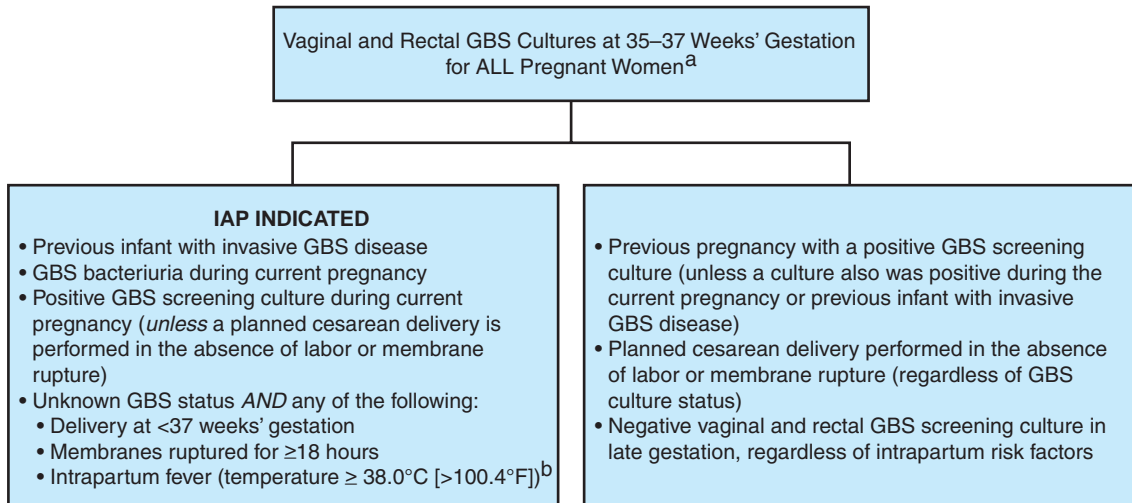 Vaginal and Rectal GBS Cultures at 35–37 Weeks’ Gestation
for ALL Pregnant Womena
IAP INDICATED
• Previous infant with invasive GBS disease
• GBS bacteriuria during current pregnancy
• Positive GBS screening culture during current
pregnancy (unless a planned cesarean delivery is
performed in the absence of labor or membrane
rupture)
• Unknown GBS status AND any of the following:
• Delivery at <37 weeks’ gestation
• Membranes ruptured for ≥18 hours
• Intrapartum fever (temperature ≥ 38.0°C [>100.4°F])b
• Previous pregnancy with a positive GBS screening
culture (unless a culture also was positive during the
current pregnancy or previous infant with invasive
GBS disease)
• Planned cesarean delivery performed in the absence
of labor or membrane rupture (regardless of GBS
culture status)
• Negative vaginal and rectal GBS screening culture in
late gestation, regardless of intrapartum risk factors